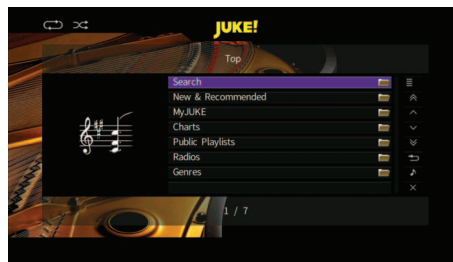 JUKE!
Top
Search
New & Recommended
MyJUKE
Charts
Public Playlists
Radios
Genres
1 / 7